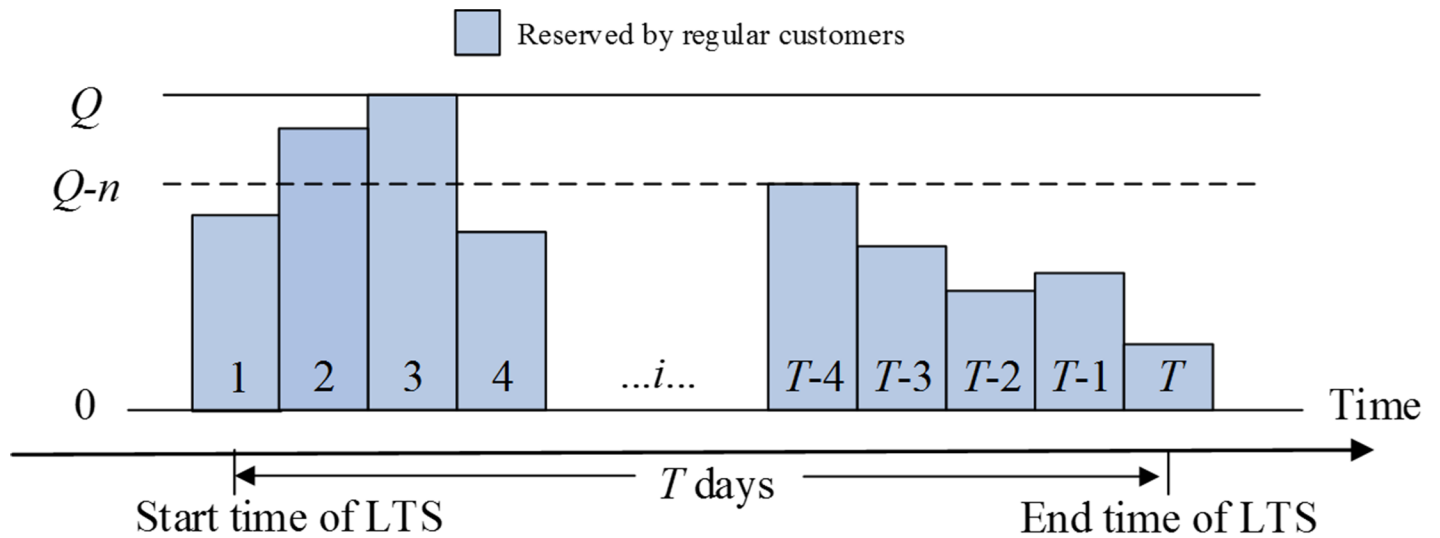 Reserved by regular customers
Q
Q-n
1 2 3 4 ...i... T-4 T-3 T-2 T-1 T
0
Time
T days
Start time of LTS
End time of LTS